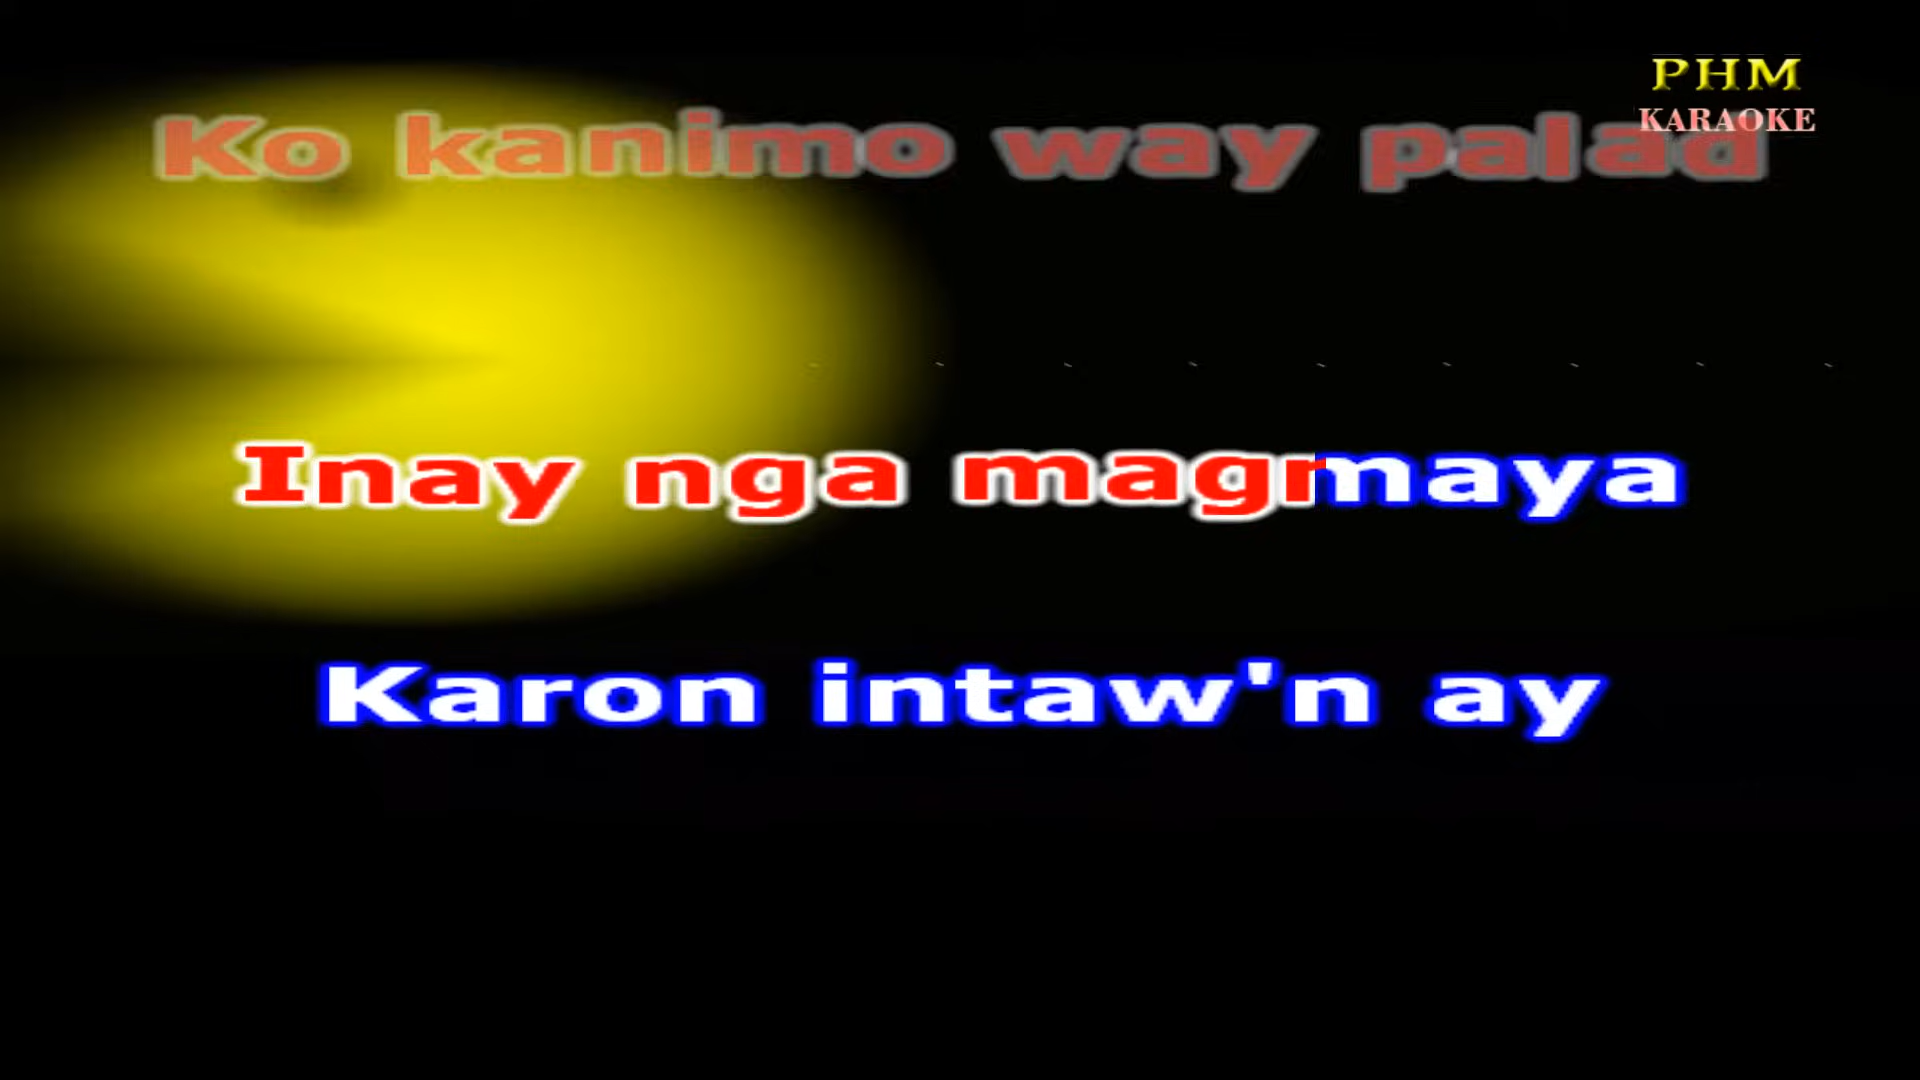 PHM
KARAOKE
Ko kanimo way palad
Inay nga magmaya
Karon intaw'n ay